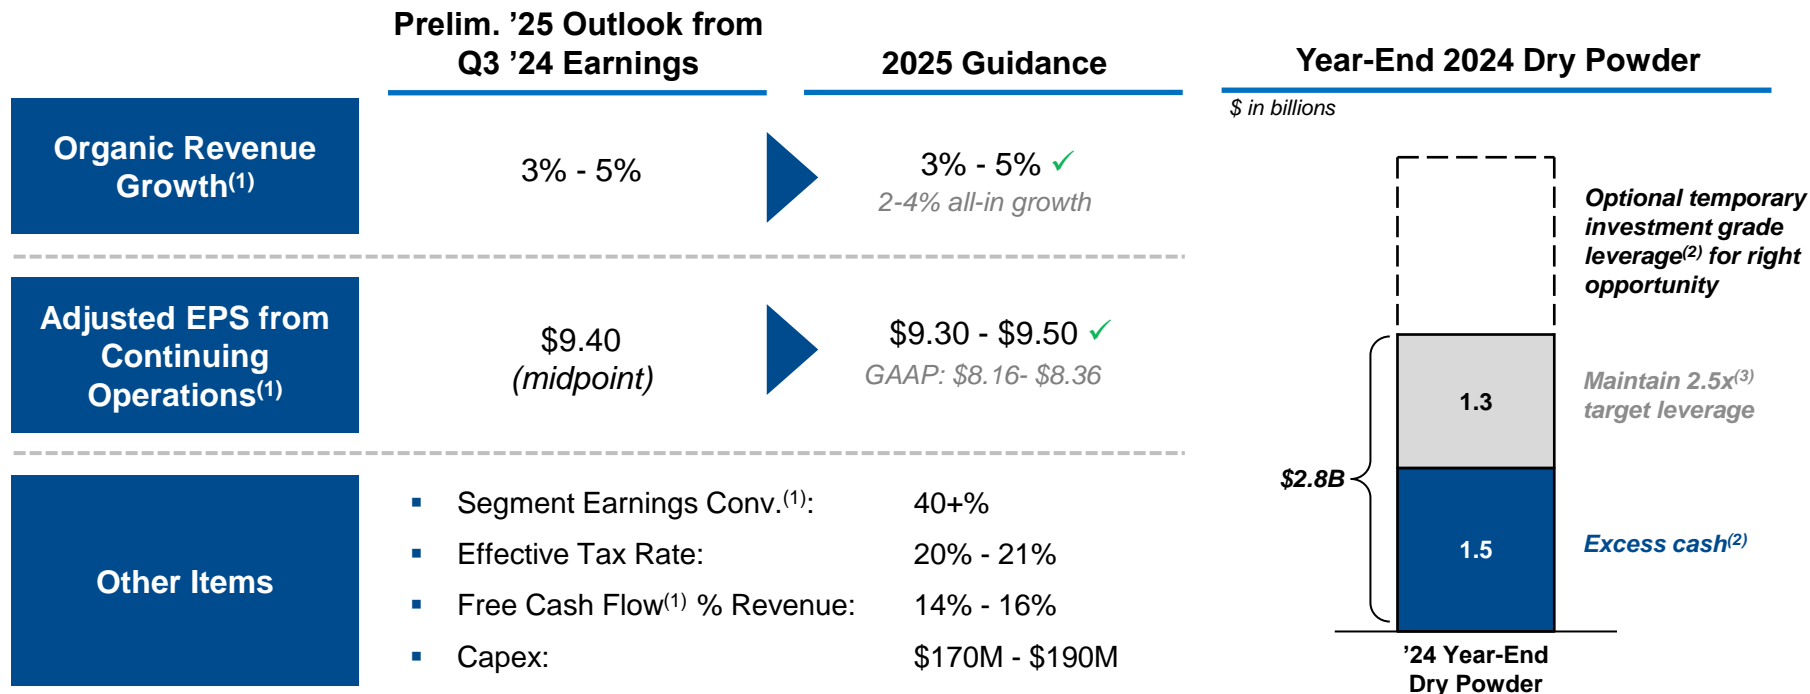 Prelim. ’25 Outlook from
Q3 ’24 Earnings
2025 Guidance
Organic Revenue
Growth(1)
3% - 5%
3% - 5% ✓
2-4% all-in growth
Adjusted EPS from
Continuing
Operations(1)
$9.40
(midpoint)
$9.30 - $9.50 ✓
GAAP: $8.16- $8.36
Other Items
▪ Segment Earnings Conv.(1): 40+%
▪ Effective Tax Rate: 20% - 21%
▪ Free Cash Flow(1) % Revenue: 14% - 16%
▪ Capex: $170M - $190M
Year-End 2024 Dry Powder
$ in billions
Optional temporary
investment grade
leverage(2) for right
opportunity
1.3
Maintain 2.5x(3)
target leverage
$2.8B
1.5
Excess cash(2)
’24 Year-End
Dry Powder